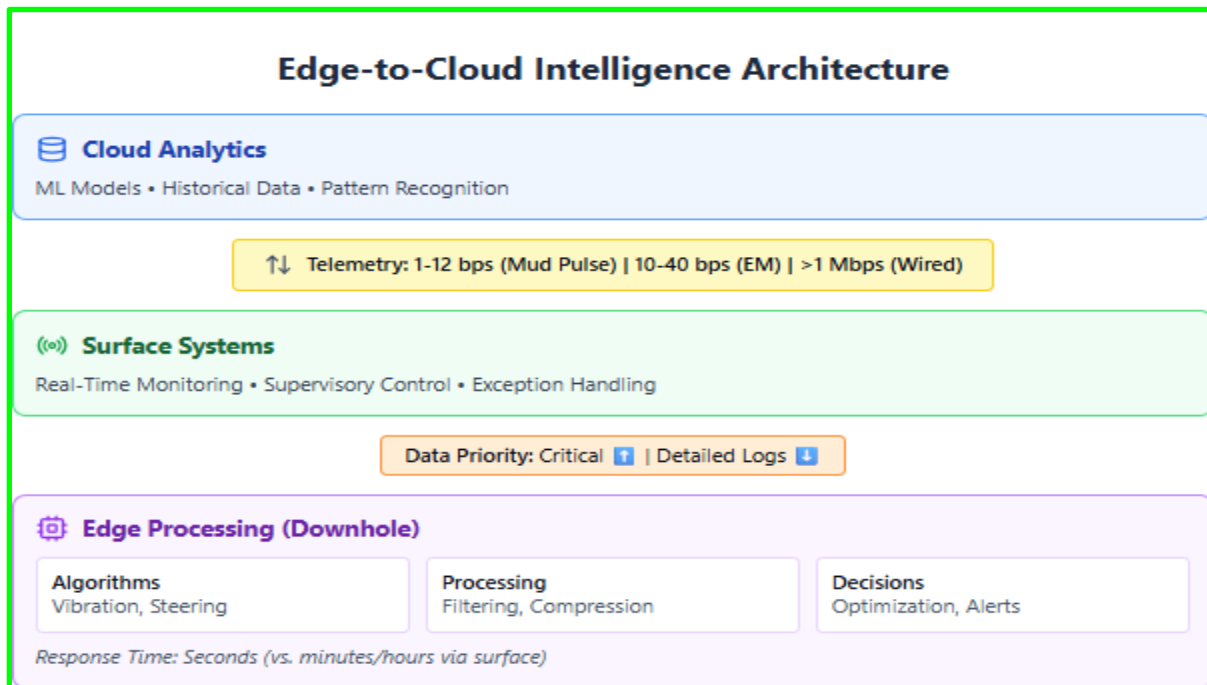 Edge-to-Cloud Intelligence Architecture
Cloud Analytics
ML Models • Historical Data • Pattern Recognition
↑↓ Telemetry: 1-12 bps (Mud Pulse) | 10-40 bps (EM) | >1 Mbps (Wired)
Surface Systems
Real-Time Monitoring • Supervisory Control • Exception Handling
Data Priority: Critical ⬆️ | Detailed Logs ⬇️
Edge Processing (Downhole)
Algorithms
Vibration, Steering
Processing
Filtering, Compression
Decisions
Optimization, Alerts
Response Time: Seconds (vs. minutes/hours via surface)